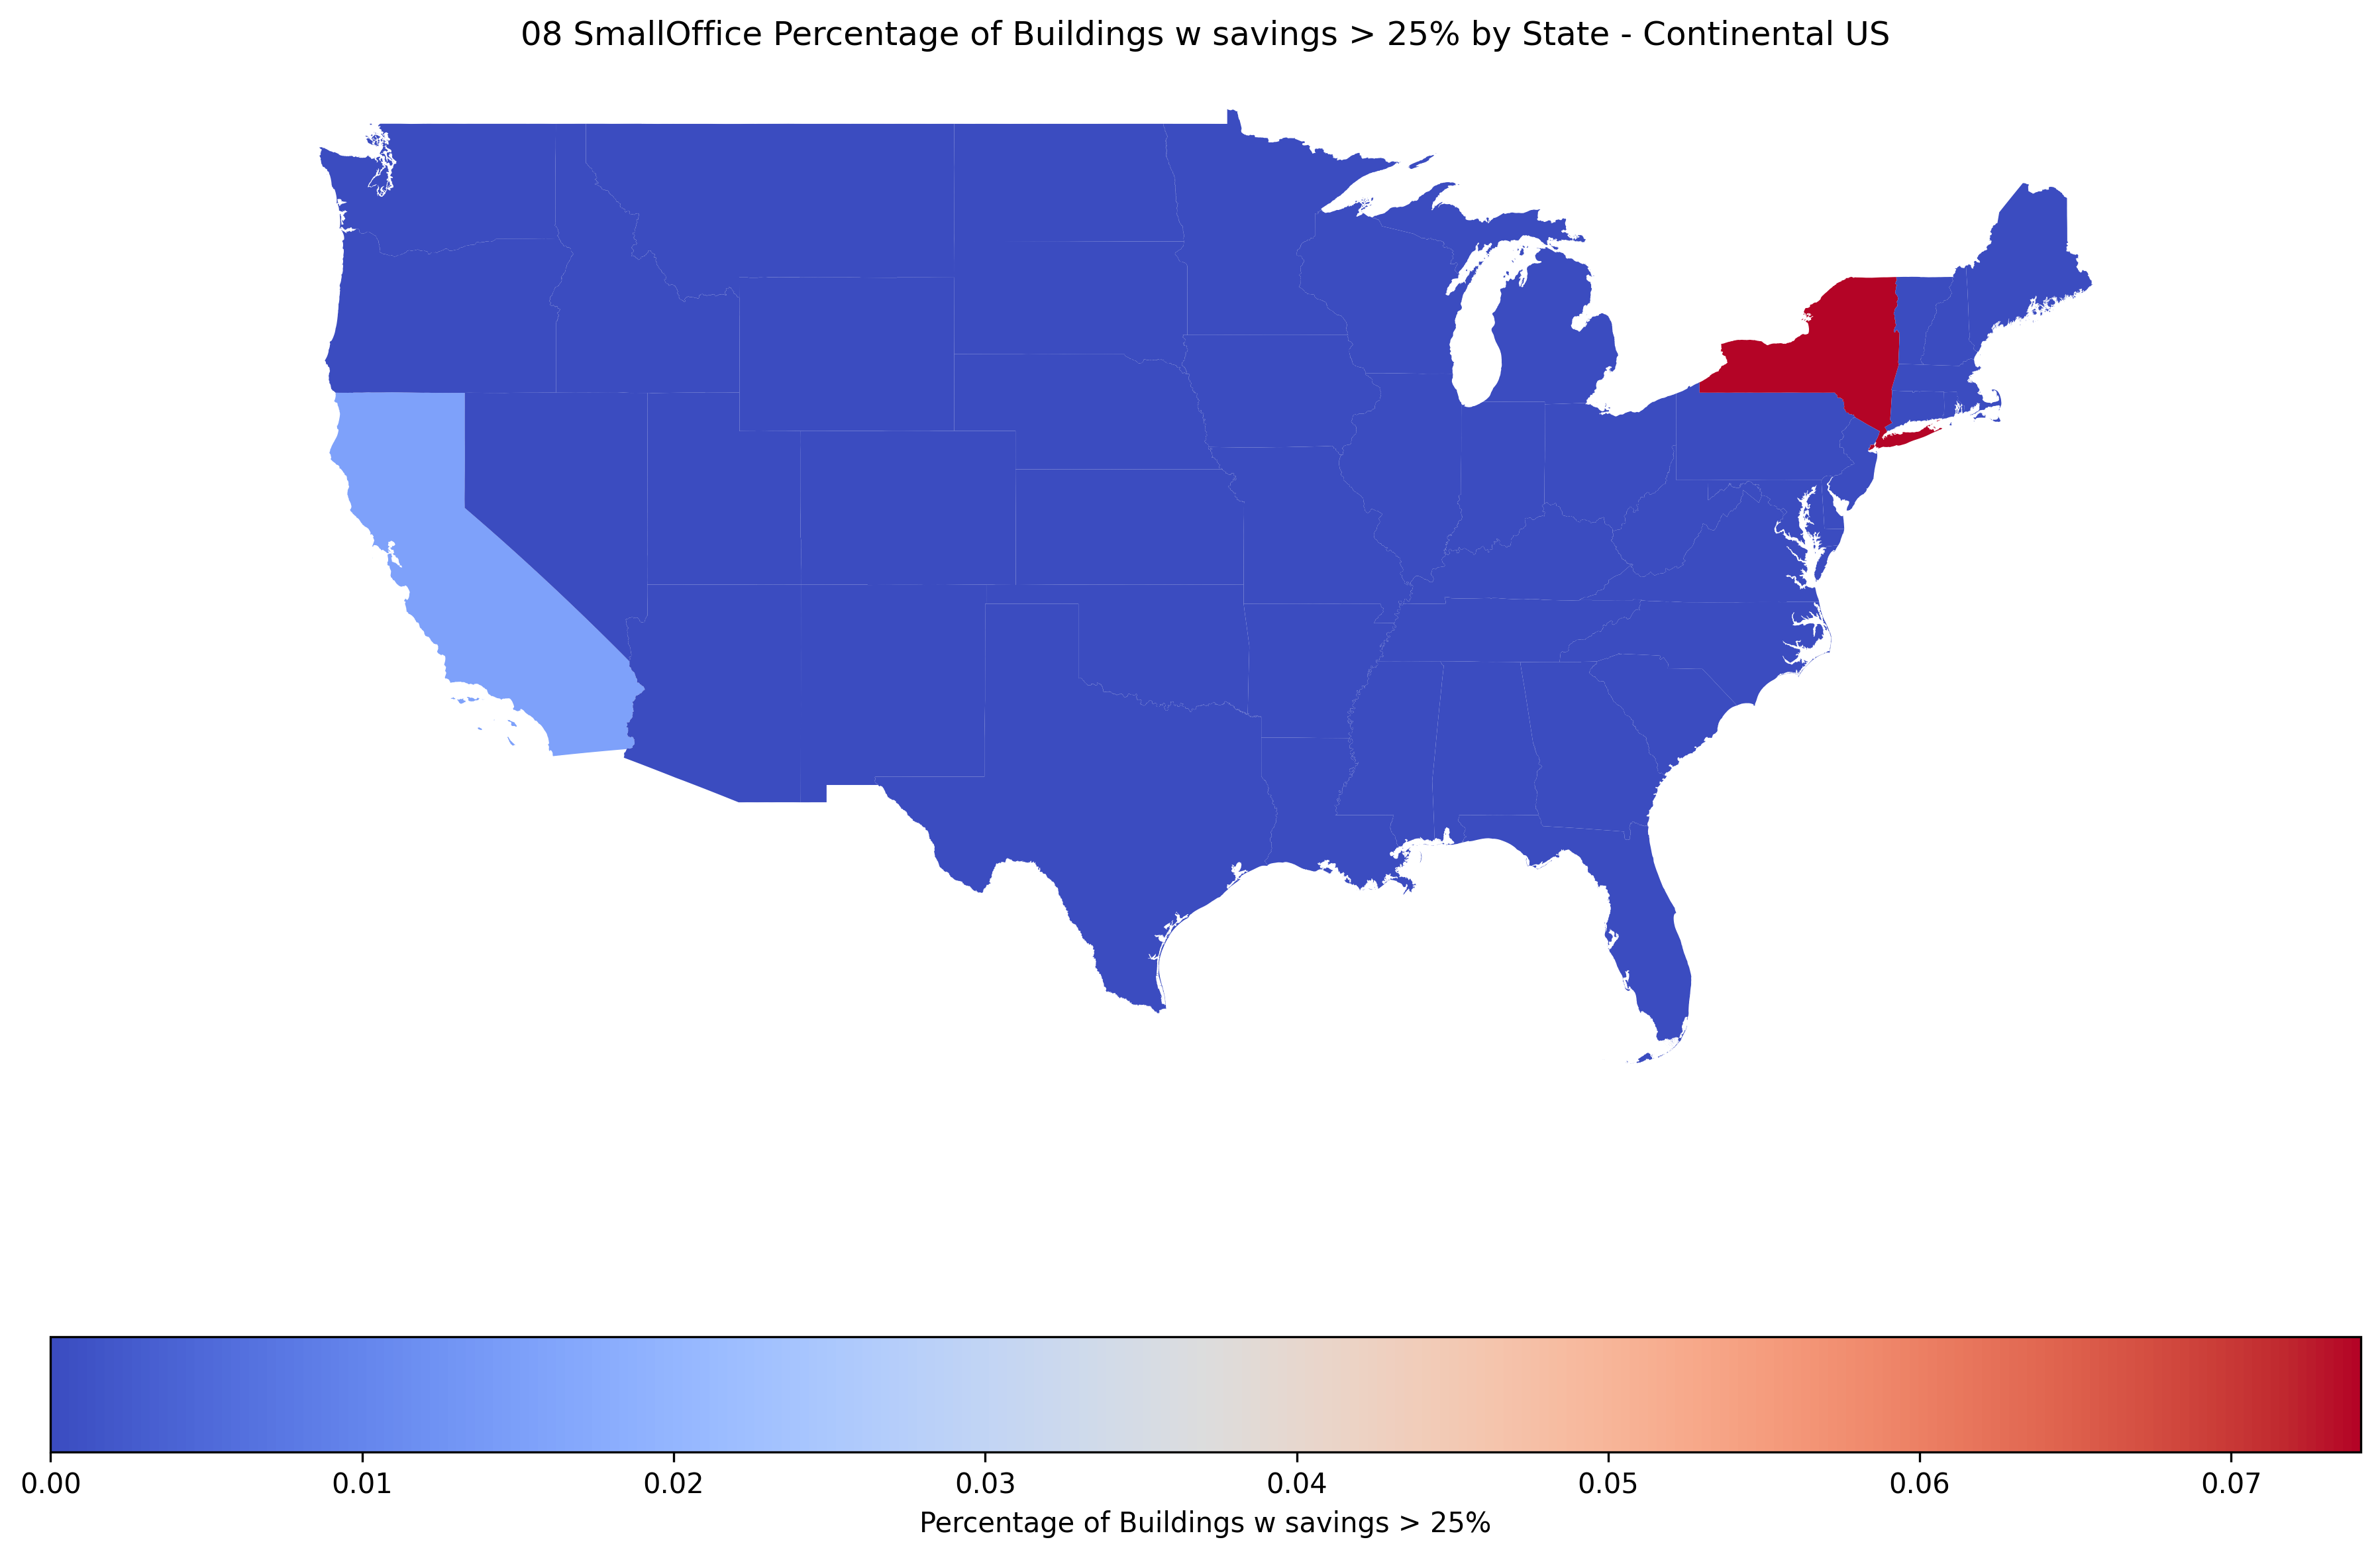 08 SmallOffice Percentage of Buildings w savings > 25% by State - Continental US
0.00 0.01 0.02 0.03 0.04 0.05 0.06 0.07
Percentage of Buildings w savings > 25%